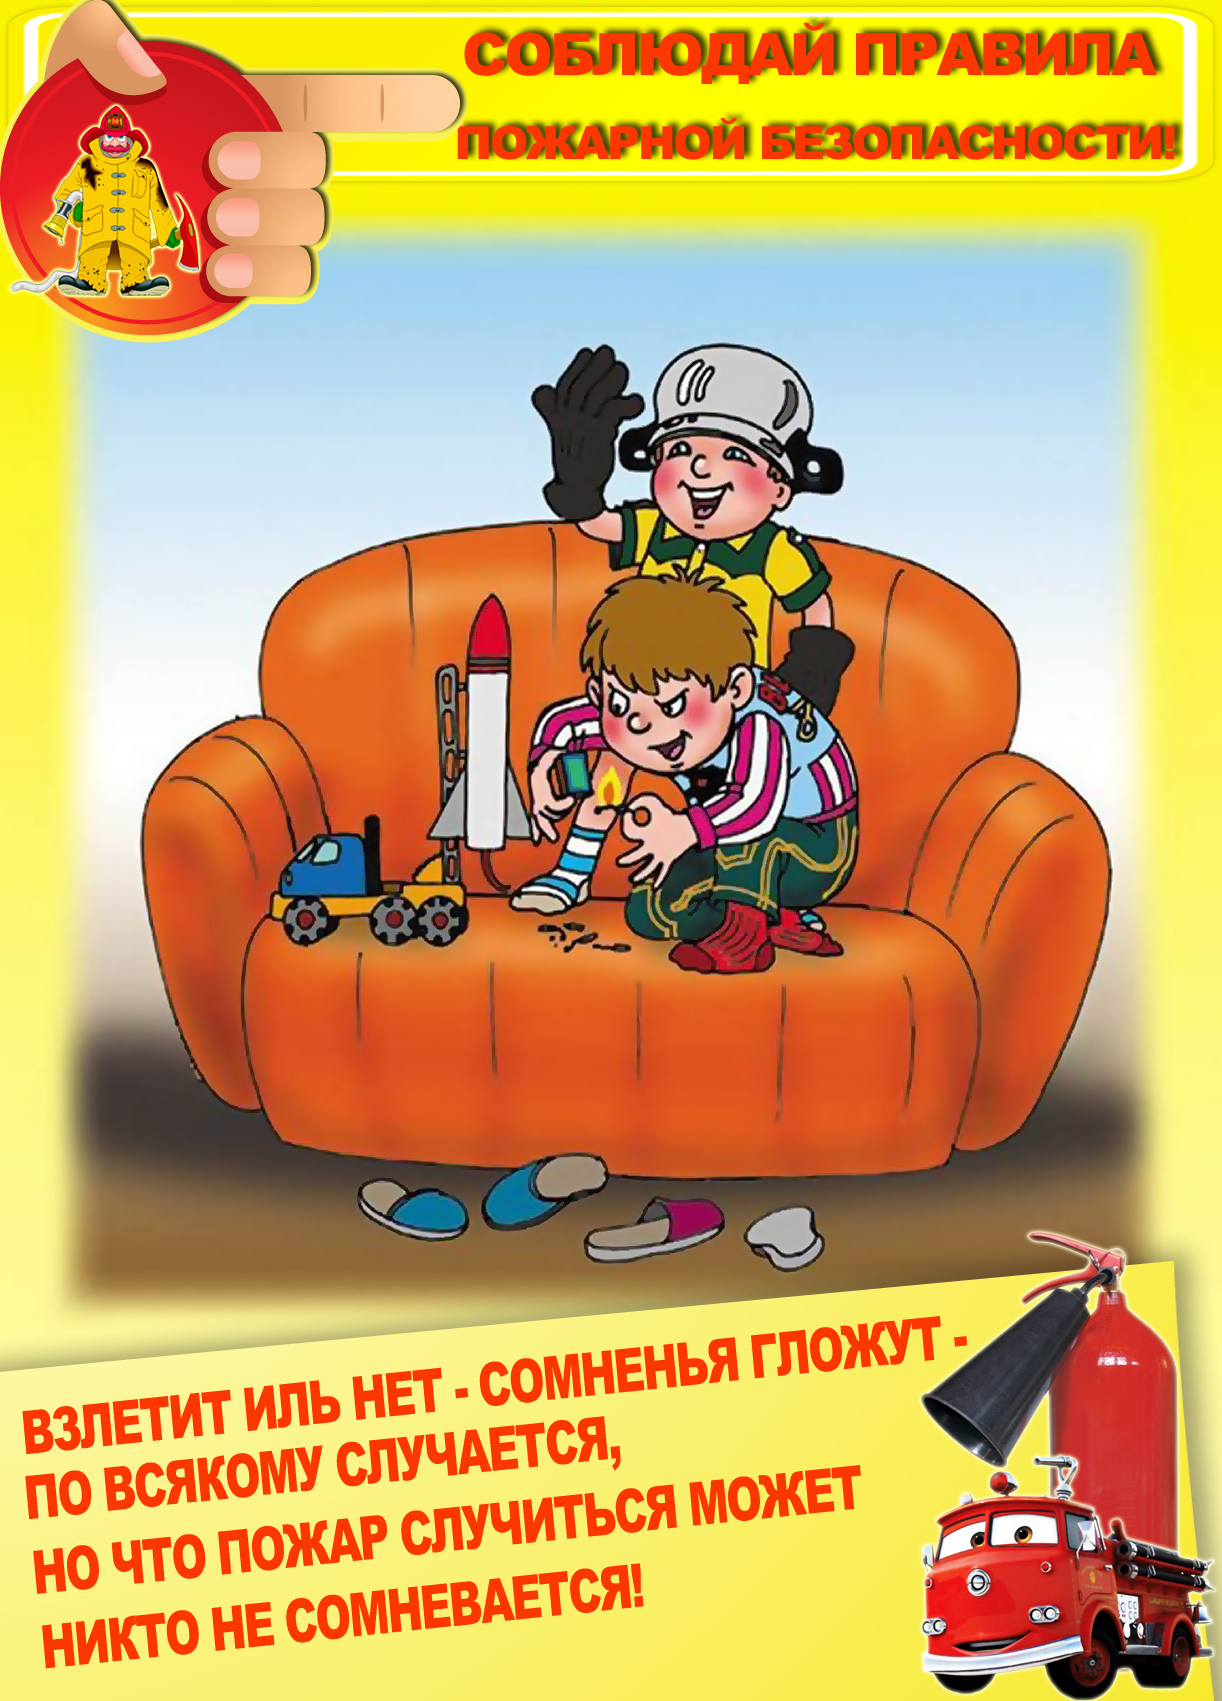 СОБЛЮДАЙ ПРАВИЛА
ПОЖАРНОЙ БЕЗОПАСНОСТИ!
ВЗЛЕТИТ ИЛЬ НЕТ - СОМНЕНЬЯ ГЛОЖУТ -
ПО ВСЯКОМУ СЛУЧАЕТСЯ,
НО ЧТО ПОЖАР СЛУЧИТЬСЯ МОЖЕТ
НИКТО НЕ СОМНЕВАЕТСЯ!